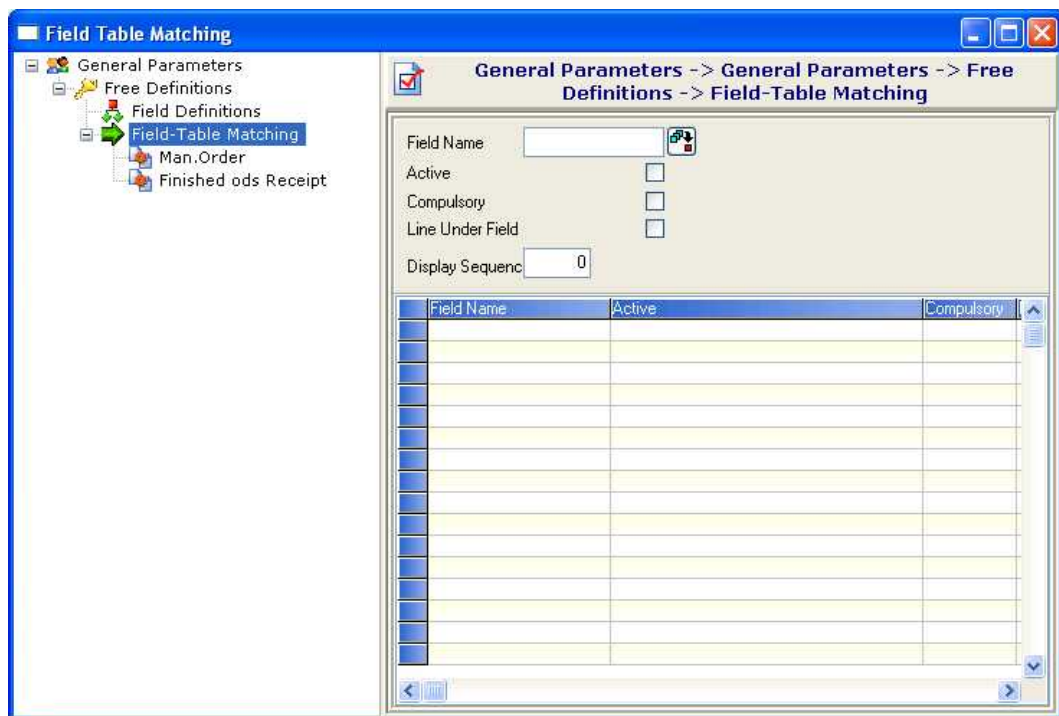 Field Table Matching
General Parameters
Free Definitions
Field Definitions
Field-Table Matching
Man.Order
Finished ods Receipt
General Parameters -> General Parameters -> Free
Definitions -> Field-Table Matching
Field Name
Active
Compulsory
Line Under Field
Display Sequenc 0
Field Name Active Compulsory